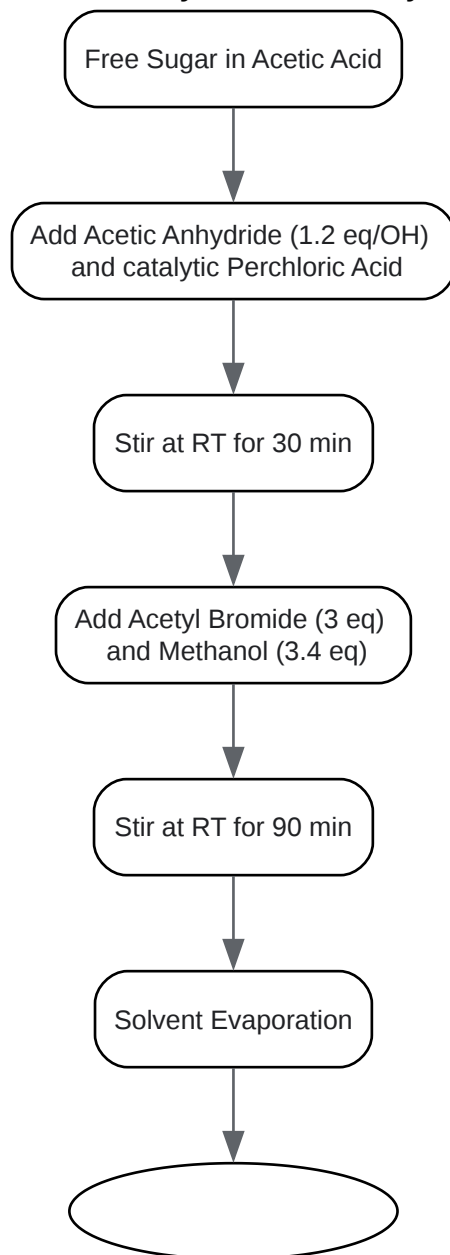 Free Sugar in Acetic Acid
Add Acetic Anhydride (1.2 eq/OH)
and catalytic Perchloric Acid
Stir at RT for 30 min
Add Acetyl Bromide (3 eq)
and Methanol (3.4 eq)
Stir at RT for 90 min
Solvent Evaporation